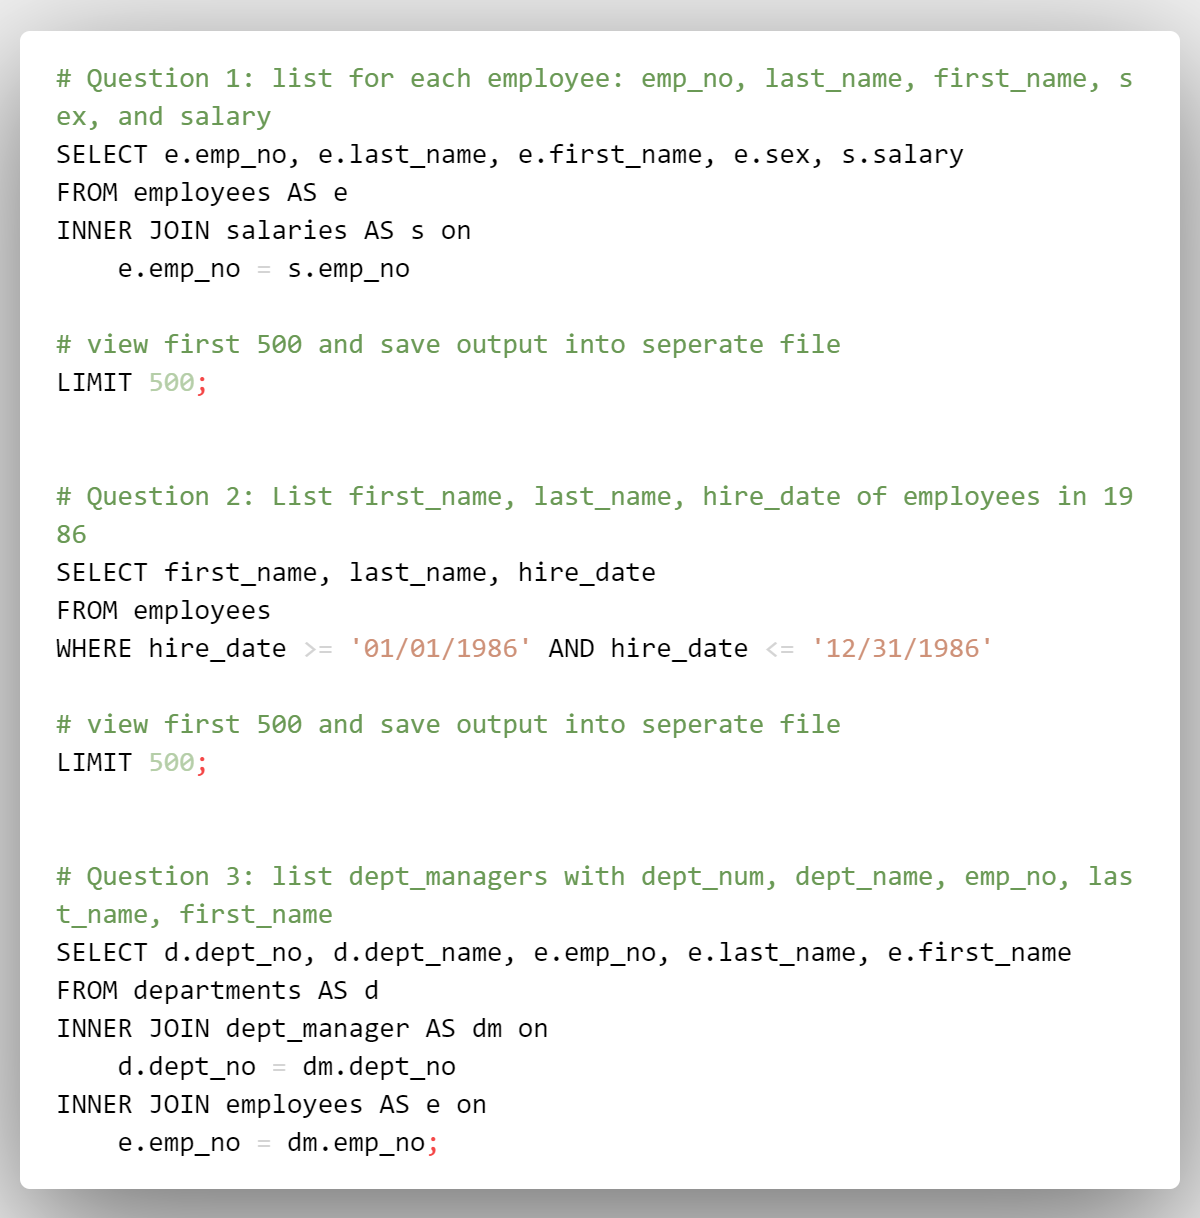 # Question 1: list for each employee: emp_no, last_name, first_name, s
ex, and salary
SELECT e.emp_no, e.last_name, e.first_name, e.sex, s.salary
FROM employees AS e
INNER JOIN salaries AS s on
    e.emp_no = s.emp_no
# view first 500 and save output into seperate file
LIMIT 500;
# Question 2: List first_name, last_name, hire_date of employees in 19
86
SELECT first_name, last_name, hire_date
FROM employees
WHERE hire_date >= '01/01/1986' AND hire_date <= '12/31/1986'
# view first 500 and save output into seperate file
LIMIT 500;
# Question 3: list dept_managers with dept_num, dept_name, emp_no, las
t_name, first_name
SELECT d.dept_no, d.dept_name, e.emp_no, e.last_name, e.first_name
FROM departments AS d
INNER JOIN dept_manager AS dm on
    d.dept_no = dm.dept_no
INNER JOIN employees AS e on
    e.emp_no = dm.emp_no;